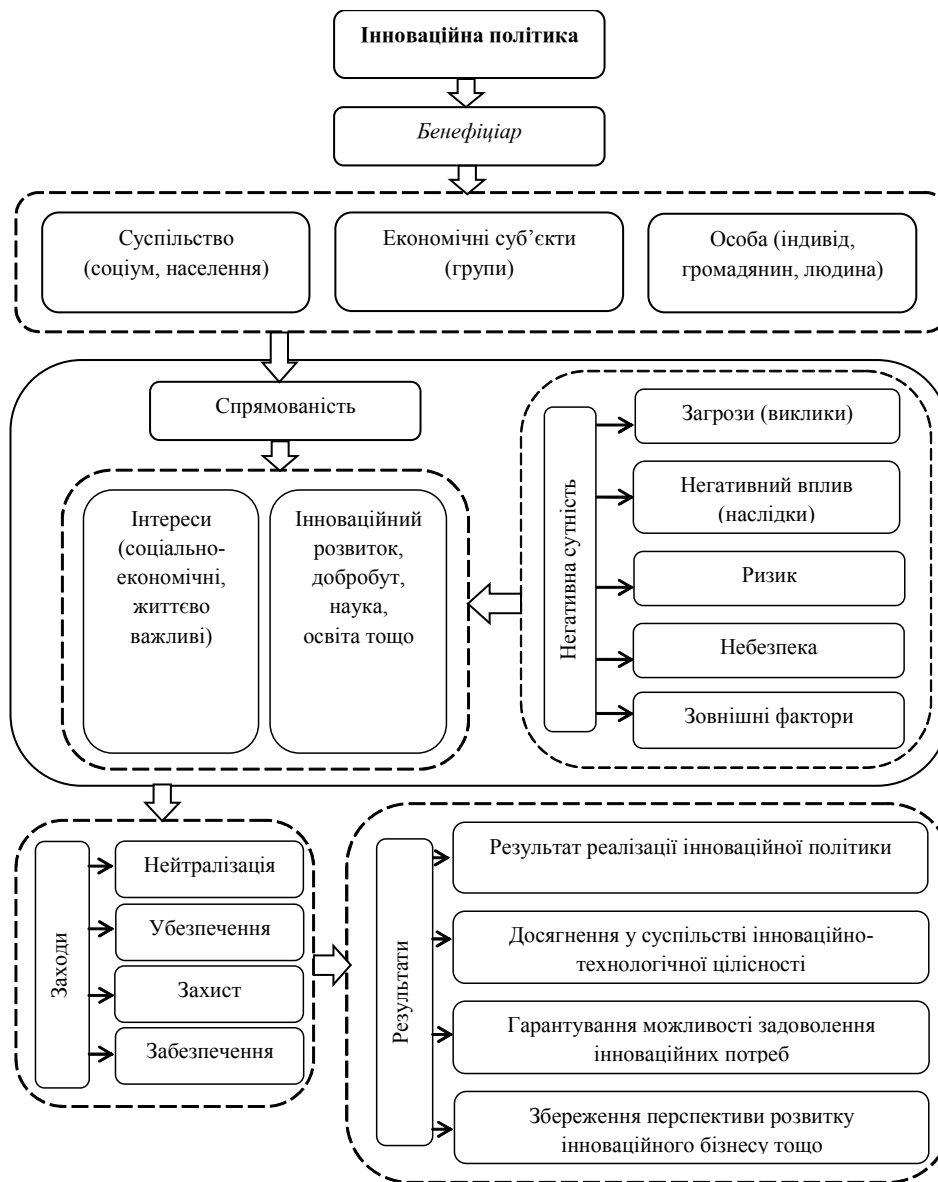 Інноваційна політика
Бенефіціар
Суспільство
(соціум, населення)
Економічні суб’єкти
(групи)
Особа (індивід,
громадянин, людина)
Спрямованість
Інтереси
(соціально-
економічні,
життєво
важливі)
Інноваційний
розвиток,
добробут,
наука,
освіта тощо
Негативна сутність
Загрози (виклики)
Негативний вплив
(наслідки)
Ризик
Небезпека
Зовнішні фактори
Заходи
Нейтралізація
Убезпечення
Захист
Забезпечення
Результати
Результат реалізації інноваційної політики
Досягнення у суспільстві інноваційно-
технологічної цілісності
Гарантування можливості задоволення
інноваційних потреб
Збереження перспективи розвитку
інноваційного бізнесу тощо